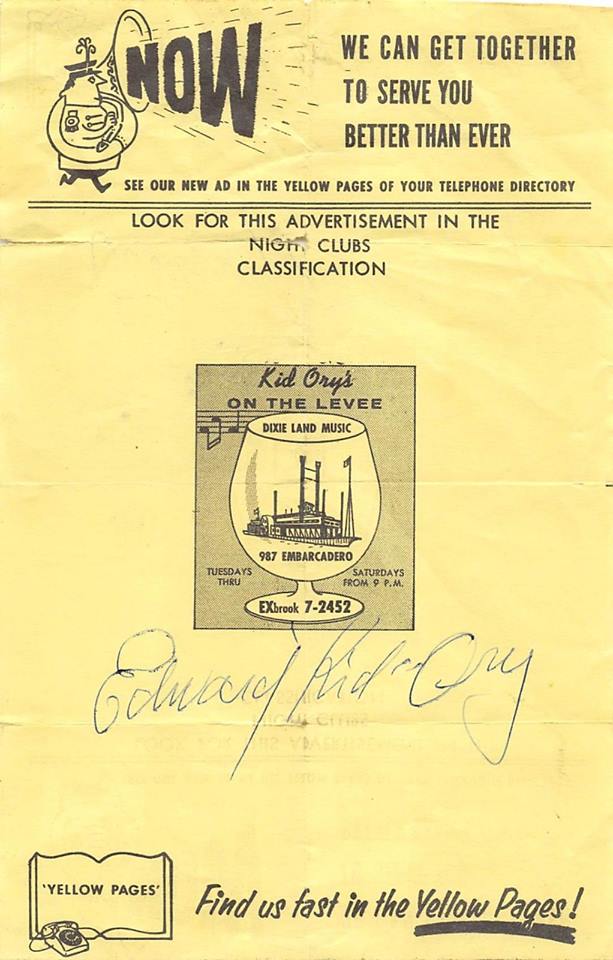 NOW
WE CAN GET TOGETHER
TO SERVE YOU
BETTER THAN EVER
SEE OUR NEW AD IN THE YELLOW PAGES OF YOUR TELEPHONE DIRECTORY
LOOK FOR THIS ADVERTISEMENT IN THE
NIGHT CLUBS
CLASSIFICATION
Kid Ory's
ON THE LEVEE
DIXIE LAND MUSIC
987 EMBARCADERO
TUESDAYS
THRU
SATURDAYS
FROM 9 P.M.
EXbrook 7-2452
Edward Kid Ory
'YELLOW PAGES'
Find us fast in the Yellow Pages!